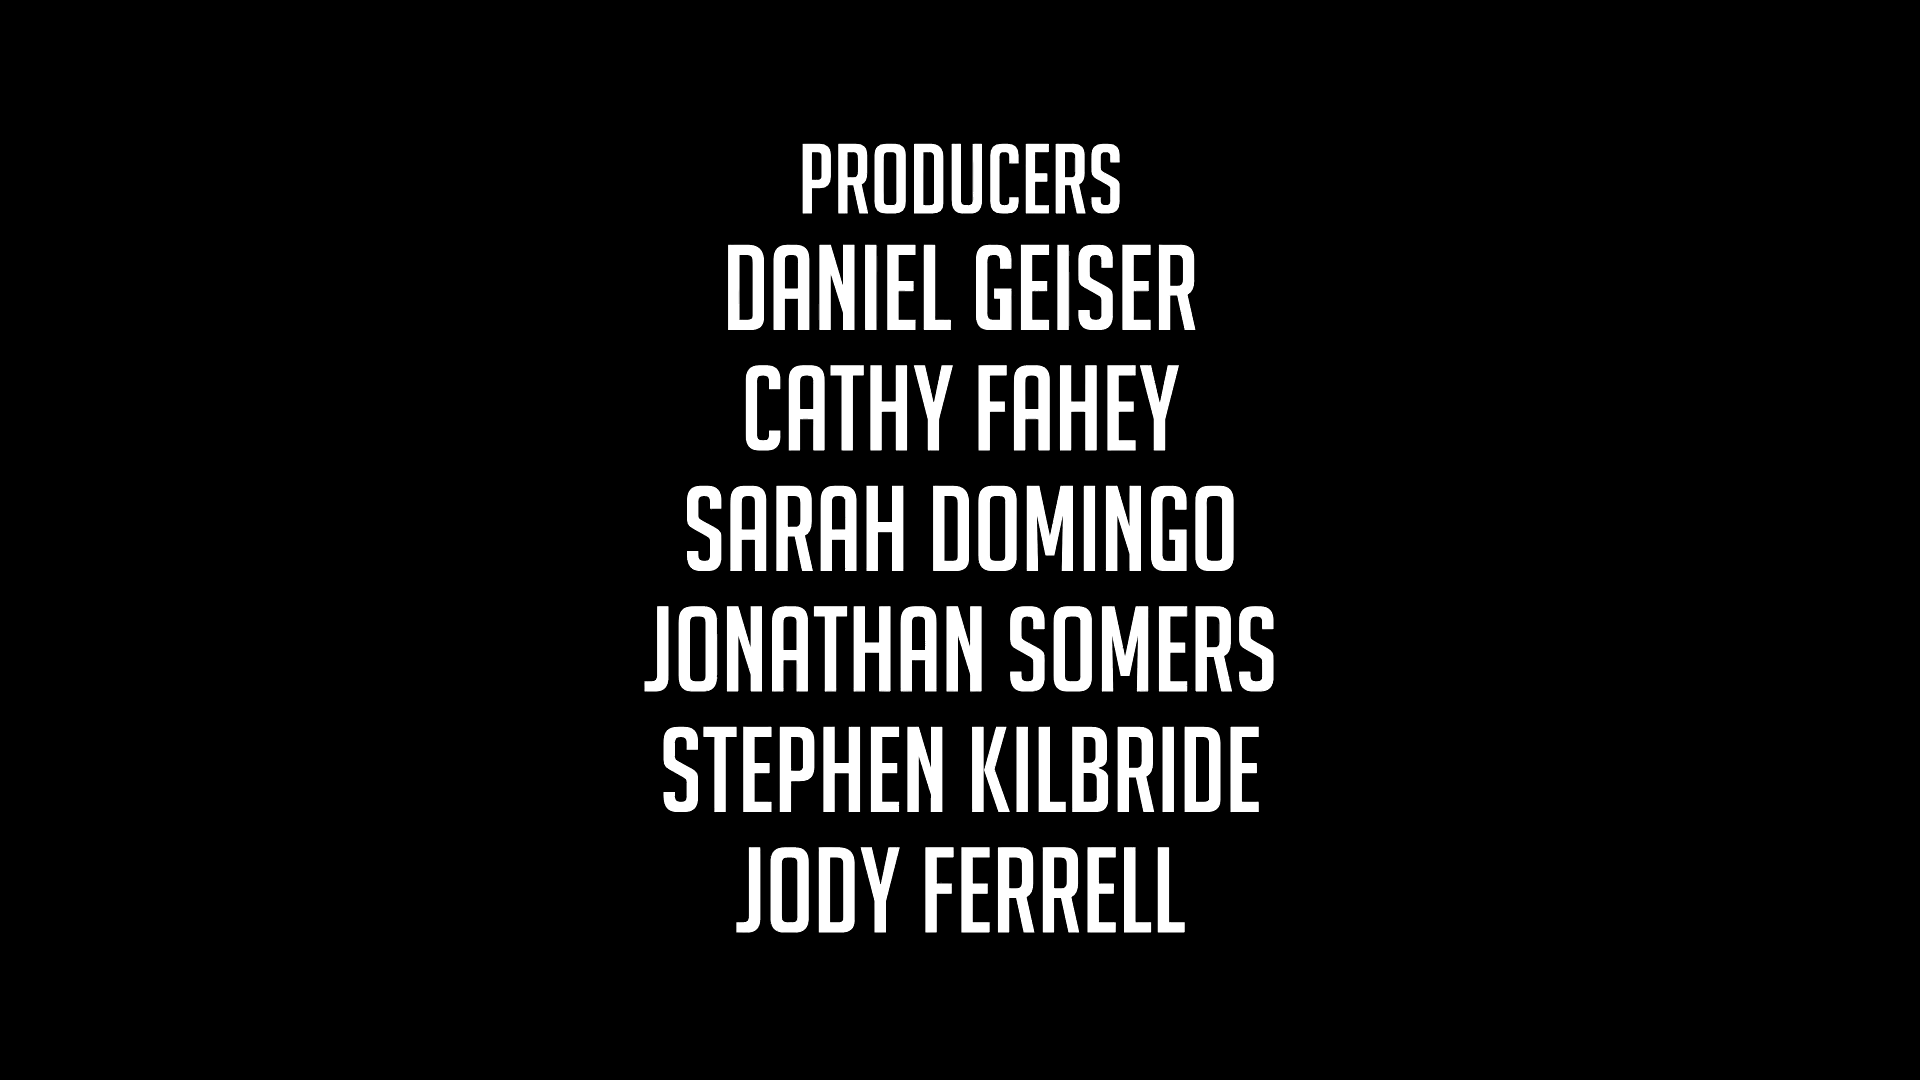 PRODUCERS
DANIEL GEISER
CATHY FAHEY
SARAH DOMINGO
JONATHAN SOMERS
STEPHEN KILBRIDE
JODY FERRELL